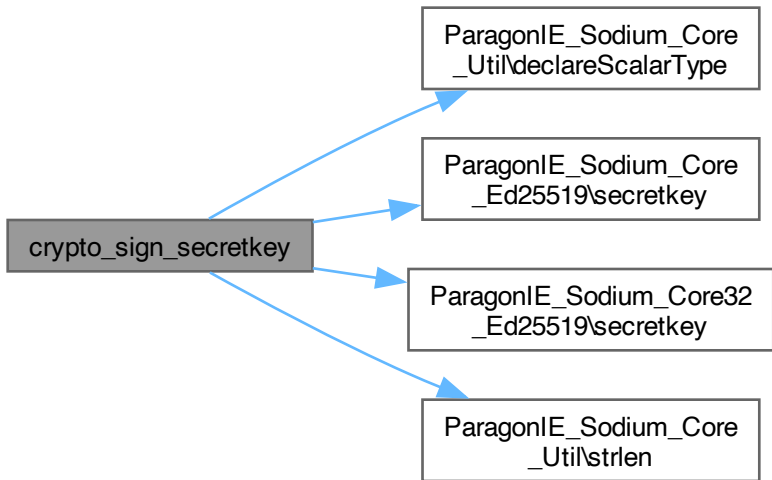 ParagonIE_Sodium_Core
_Util\declareScalarType
ParagonIE_Sodium_Core
_Ed25519\secretkey
crypto_sign_secretkey
ParagonIE_Sodium_Core32
_Ed25519\secretkey
ParagonIE_Sodium_Core
_Util\strlen